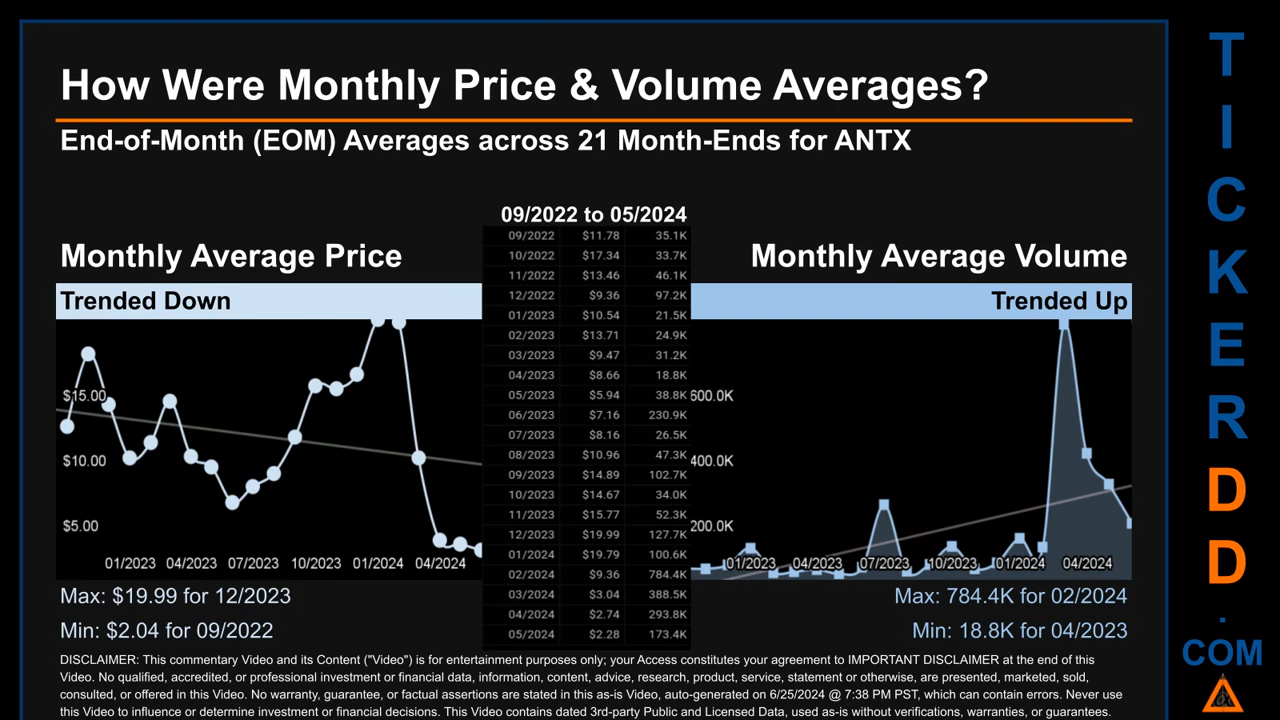 How Were Monthly Price & Volume Averages?
End-of-Month (EOM) Averages across 21 Month-Ends for ANTX
09/2022 to 05/2024
Monthly Average Price
Trended Down
$15.00
$10.00
$5.00
01/2023 04/2023 07/2023 10/2023 01/2024 04/2024
Max: $19.99 for 12/2023
Min: $2.04 for 09/2022
09/2022 $11.78 35.1K
10/2022 $17.34 33.7K
11/2022 $13.46 46.1K
12/2022 $9.36 97.2K
01/2023 $10.54 21.5K
02/2023 $13.71 24.9K
03/2023 $9.47 31.2K
04/2023 $8.66 18.8K
05/2023 $5.94 38.8K
06/2023 $7.16 230.9K
07/2023 $8.16 26.5K
08/2023 $10.96 47.3K
09/2023 $14.89 102.7K
10/2023 $14.67 34.0K
11/2023 $15.77 52.3K
12/2023 $19.99 127.7K
01/2024 $19.79 100.6K
02/2024 $9.36 784.4K
03/2024 $3.04 388.5K
04/2024 $2.74 293.8K
05/2024 $2.28 173.4K
Monthly Average Volume
Trended Up
600.0K
400.0K
200.0K
01/2023 04/2023 07/2023 10/2023 01/2024 04/2024
Max: 784.4K for 02/2024
Min: 18.8K for 04/2023
DISCLAIMER: This commentary Video and its Content ("Video") is for entertainment purposes only; your Access constitutes your agreement to IMPORTANT DISCLAIMER at the end of this
Video. No qualified, accredited, or professional investment or financial data, information, content, advice, research, product, service, statement or otherwise, are presented, marketed, sold,
consulted, or offered in this Video. No warranty, guarantee, or factual assertions are stated in this as-is Video, auto-generated on 6/25/2024 @ 7:38 PM PST, which can contain errors. Never use
this Video to influence or determine investment or financial decisions. This Video contains dated 3rd-party Public and Licensed Data, used as-is without verifications, warranties, or guarantees.
T
I
C
K
E
R
D
D
.
COM